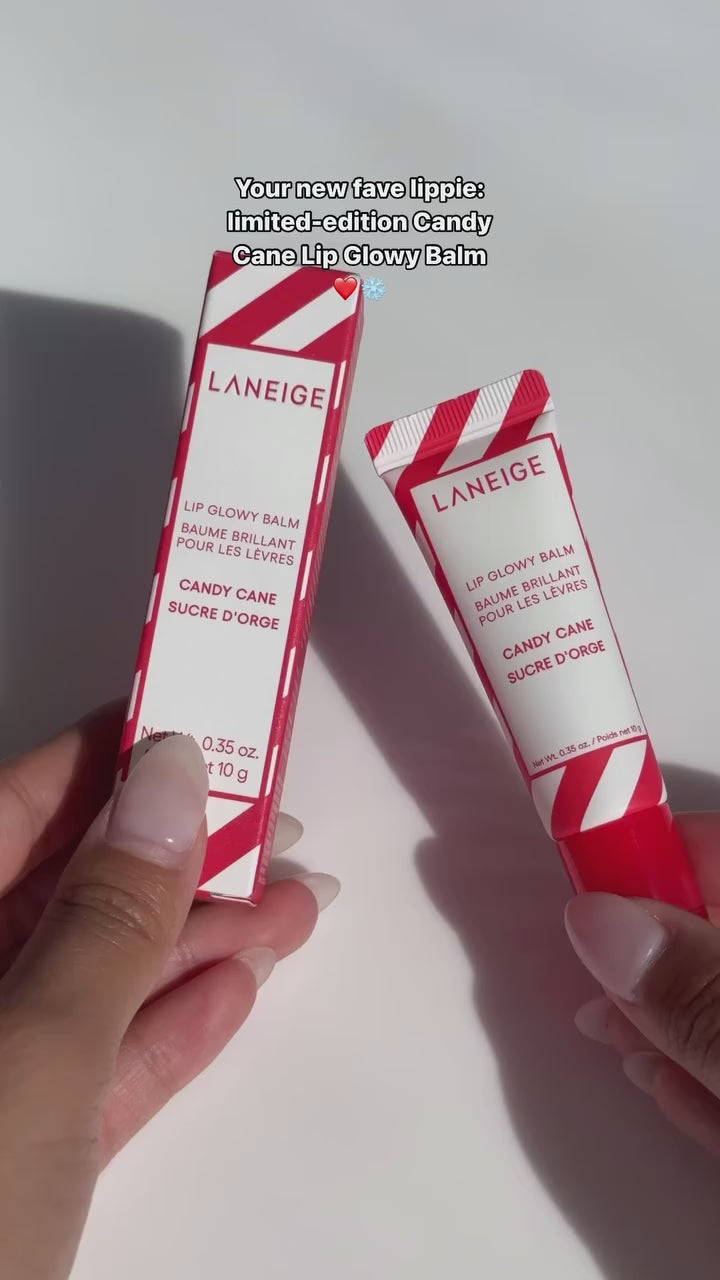 Your new fave lippie:
limited-edition Candy
Cane Lip Glowy Balm
❤️❄️
LANEIGE
LIP GLOWY BALM
BAUME BRILLANT
POUR LES LÈVRES
CANDY CANE
SUCRE D'ORGE
Net 0.35 oz.
10 g
LANEIGE
LIP GLOWY BALM
BAUME BRILLANT
POUR LES LÈVRES
CANDY CANE
SUCRE D'ORGE
Net Wt. 0.35 oz. / Poids net 10 g